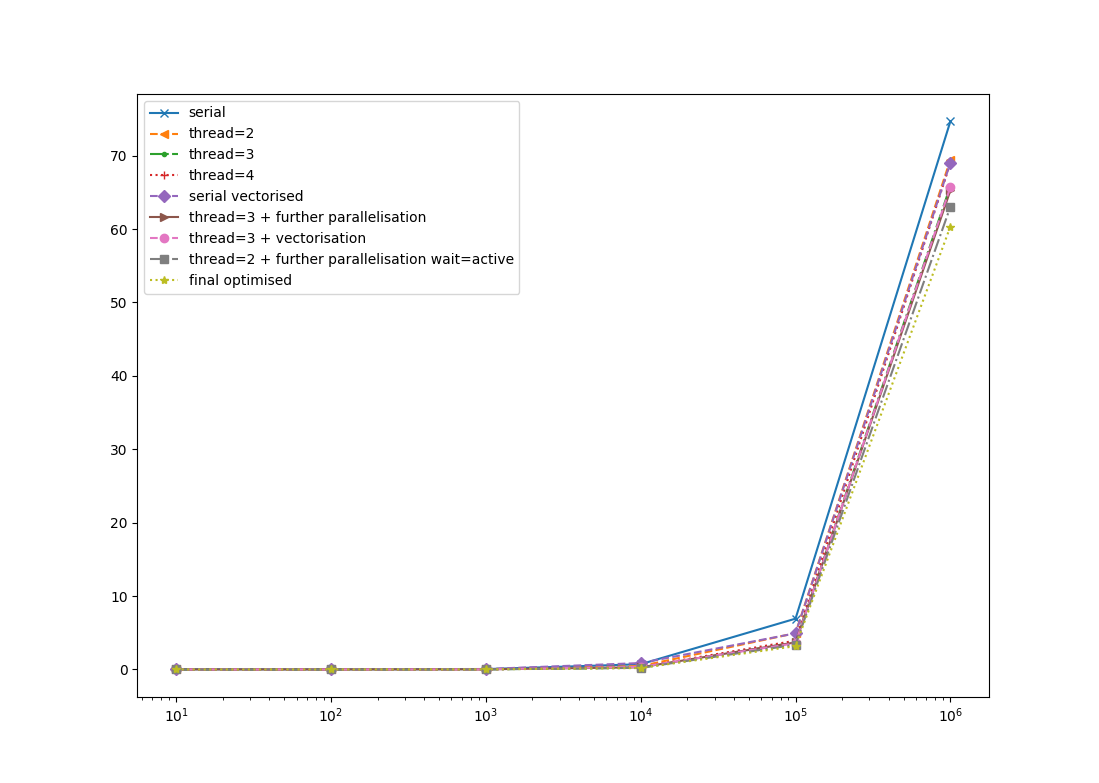 serial
thread=2
thread=3
thread=4
serial vectorised
thread=3 + further parallelisation
thread=3 + vectorisation
thread=2 + further parallelisation wait=active
final optimised
70
60
50
40
30
20
10
0
10¹ 10² 10³ 10⁴ 10⁵ 10⁶